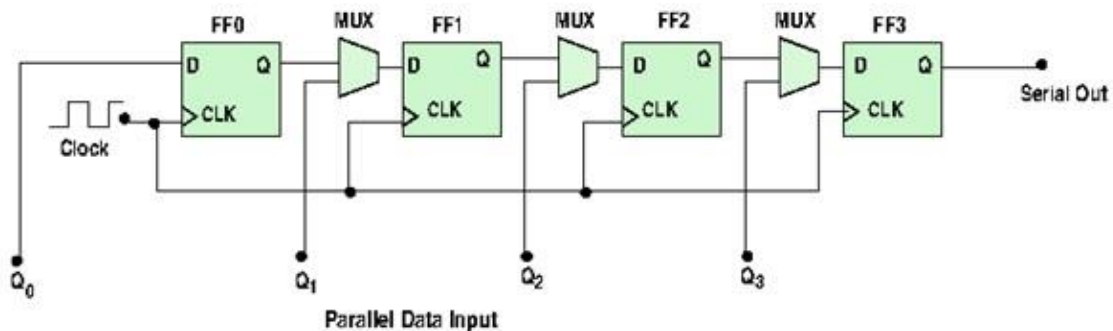 FF0 MUX FF1 MUX FF2 MUX FF3
D Q D Q D Q D Q
CLK CLK CLK CLK
Serial Out
Clock
Q0 Q1 Q2 Q3
Parallel Data Input